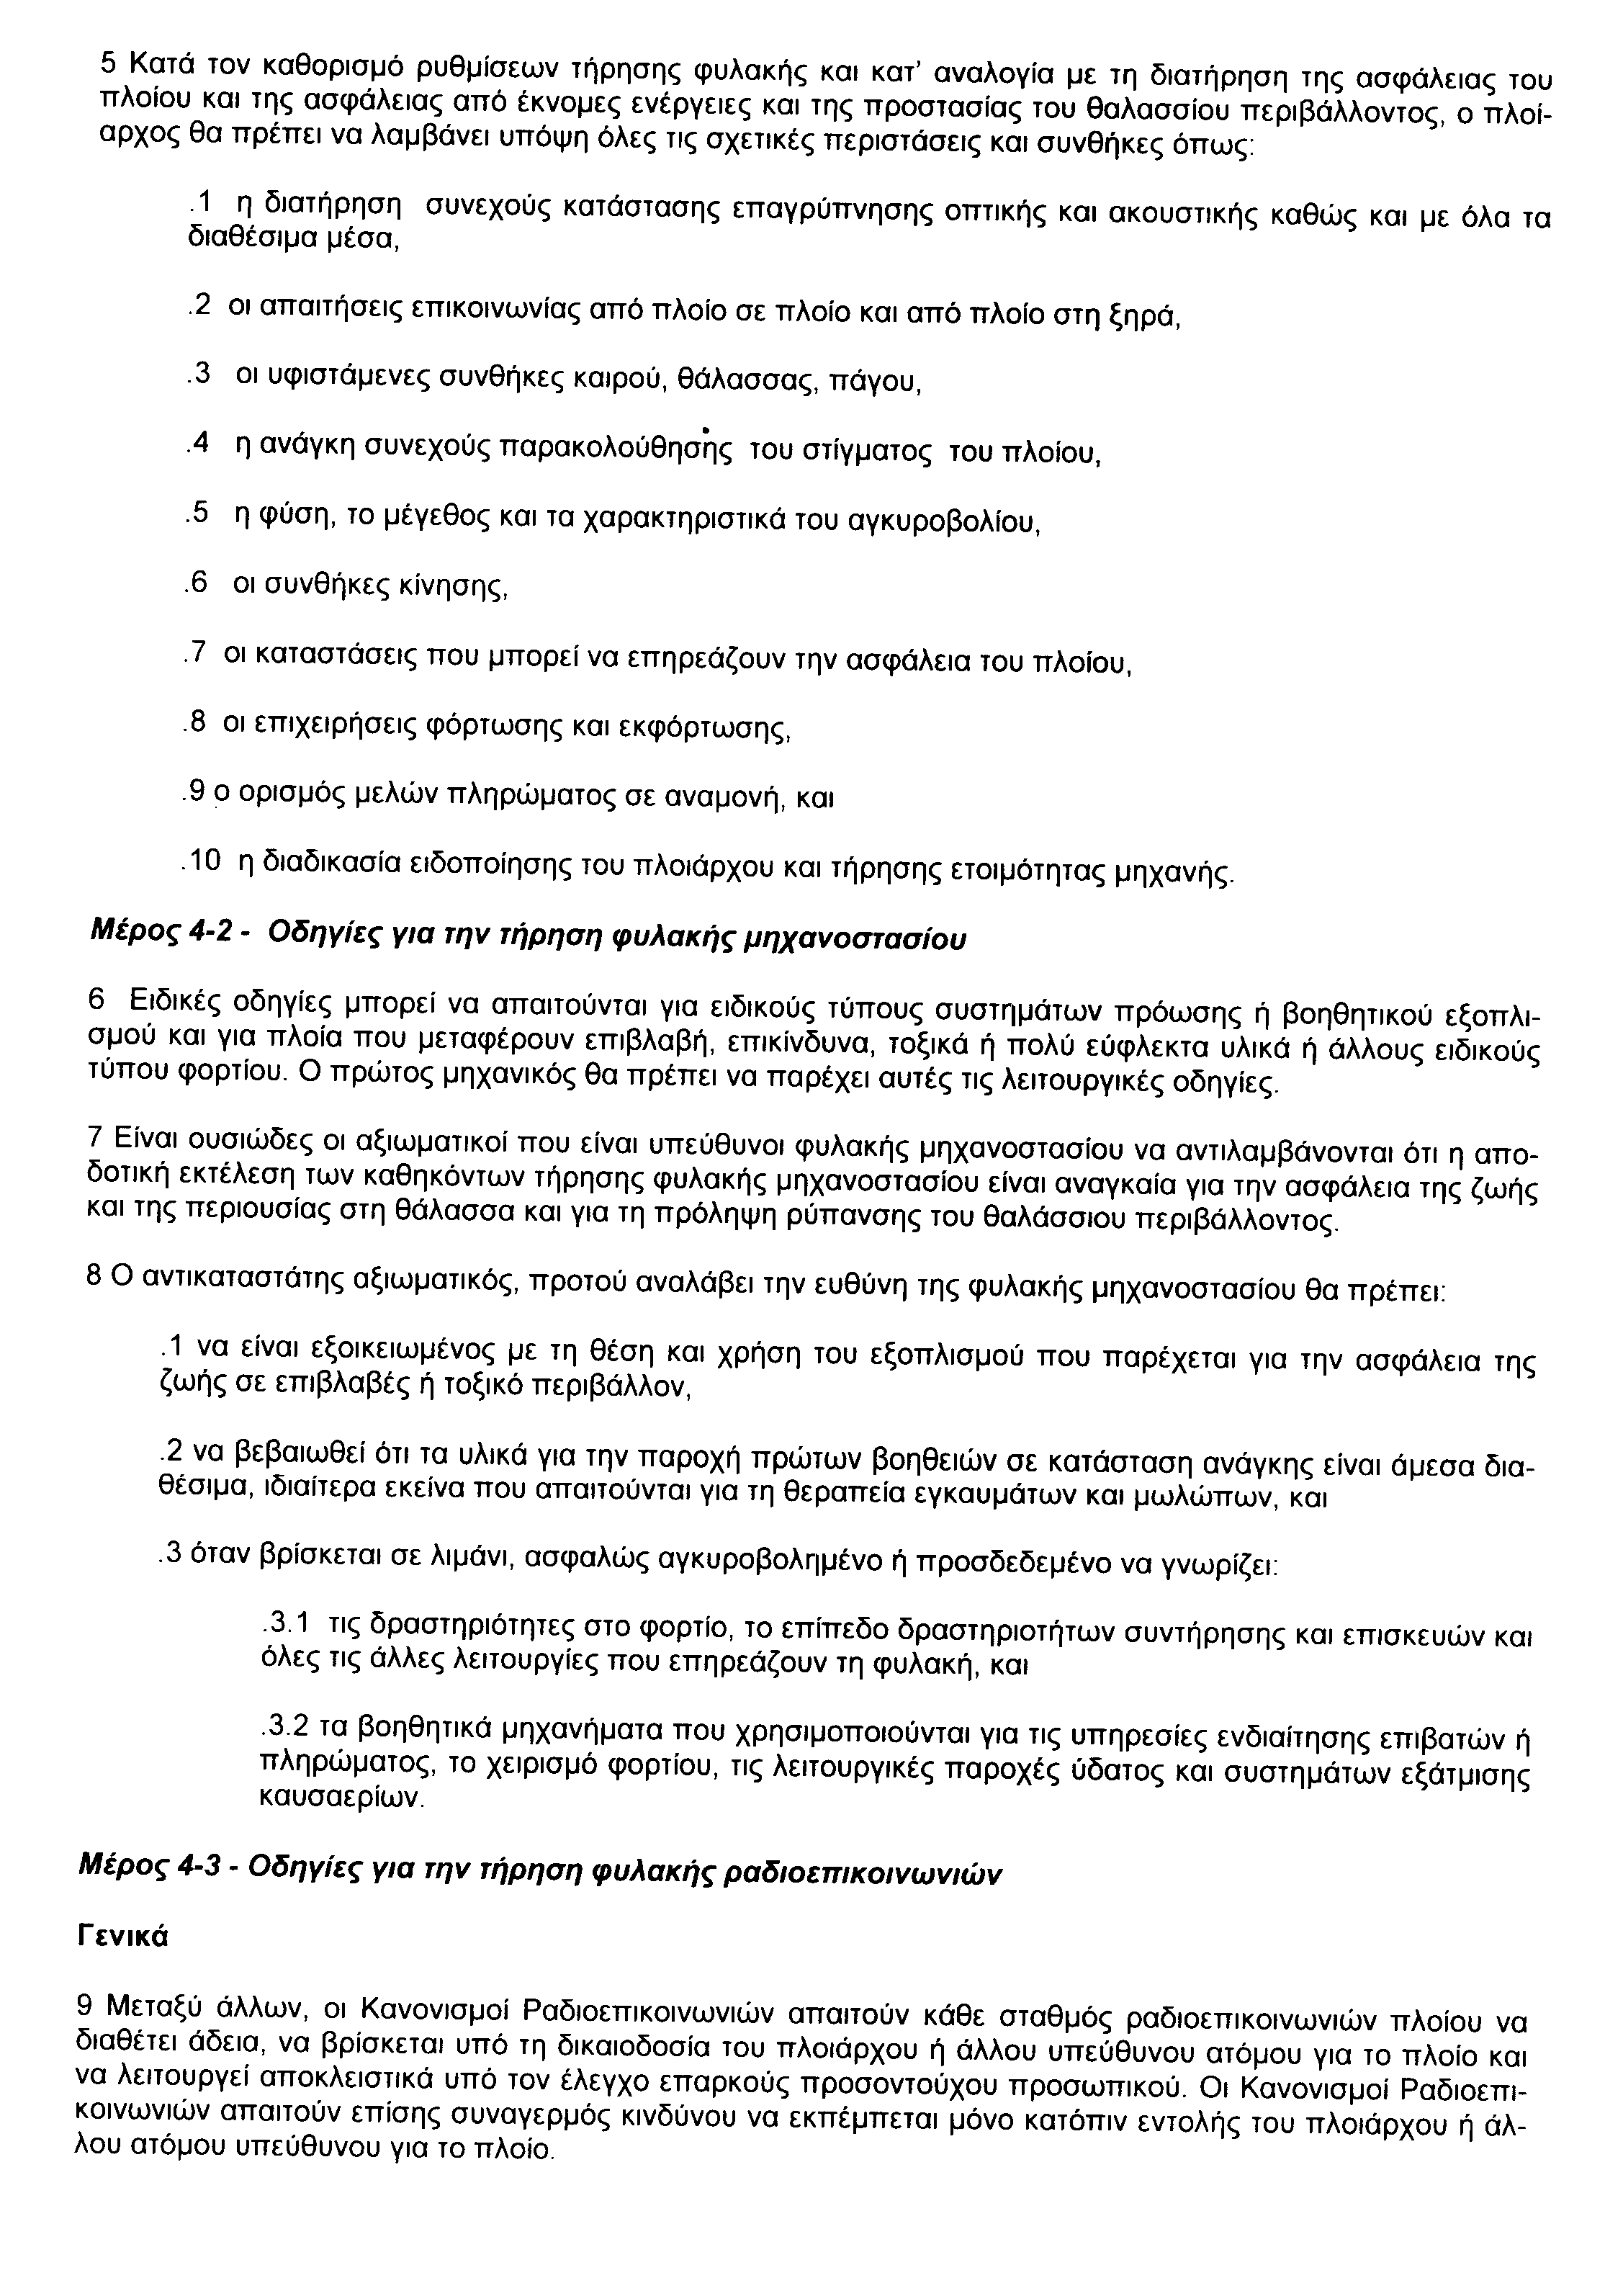 5 Κατά τον καθορισμό ρυθμίσεων τήρησης φυλακής και κατ’ αναλογία με τη διατήρηση της ασφάλειας του
πλοίου και της ασφάλειας από έκνομες ενέργειες και της προστασίας του θαλασσίου περιβάλλοντος, ο πλοί-
αρχος θα πρέπει να λαμβάνει υπόψη όλες τις σχετικές περιστάσεις και συνθήκες όπως:
.1 η διατήρηση συνεχούς κατάστασης επαγρύπνησης οπτικής και ακουστικής καθώς και με όλα τα
διαθέσιμα μέσα,
.2 οι απαιτήσεις επικοινωνίας από πλοίο σε πλοίο και από πλοίο στη ξηρά,
.3 οι υφιστάμενες συνθήκες καιρού, θάλασσας, πάγου,
.4 η ανάγκη συνεχούς παρακολούθησής του στίγματος του πλοίου,
.5 η φύση, το μέγεθος και τα χαρακτηριστικά του αγκυροβολίου,
.6 οι συνθήκες κίνησης,
.7 οι καταστάσεις που μπορεί να επηρεάζουν την ασφάλεια του πλοίου,
.8 οι επιχειρήσεις φόρτωσης και εκφόρτωσης,
.9 ο ορισμός μελών πληρώματος σε αναμονή, και
.10 η διαδικασία ειδοποίησης του πλοιάρχου και τήρησης ετοιμότητας μηχανής.
Μέρος 4-2 - Οδηγίες για την τήρηση φυλακής μηχανοστασίου
6 Ειδικές οδηγίες μπορεί να απαιτούνται για ειδικούς τύπους συστημάτων πρόωσης ή βοηθητικού εξοπλι-
σμού και για πλοία που μεταφέρουν επιβλαβή, επικίνδυνα, τοξικά ή πολύ εύφλεκτα υλικά ή άλλους ειδικούς
τύπου φορτίου. Ο πρώτος μηχανικός θα πρέπει να παρέχει αυτές τις λειτουργικές οδηγίες.
7 Είναι ουσιώδες οι αξιωματικοί που είναι υπεύθυνοι φυλακής μηχανοστασίου να αντιλαμβάνονται ότι η απο-
δοτική εκτέλεση των καθηκόντων τήρησης φυλακής μηχανοστασίου είναι αναγκαία για την ασφάλεια της ζωής
και της περιουσίας στη θάλασσα και για τη πρόληψη ρύπανσης του θαλάσσιου περιβάλλοντος.
8 Ο αντικαταστάτης αξιωματικός, προτού αναλάβει την ευθύνη της φυλακής μηχανοστασίου θα πρέπει:
.1 να είναι εξοικειωμένος με τη θέση και χρήση του εξοπλισμού που παρέχεται για την ασφάλεια της
ζωής σε επιβλαβές ή τοξικό περιβάλλον,
.2 να βεβαιωθεί ότι τα υλικά για την παροχή πρώτων βοηθειών σε κατάσταση ανάγκης είναι άμεσα δια-
θέσιμα, ιδιαίτερα εκείνα που απαιτούνται για τη θεραπεία εγκαυμάτων και μωλώπων, και
.3 όταν βρίσκεται σε λιμάνι, ασφαλώς αγκυροβολημένο ή προσδεδεμένο να γνωρίζει:
.3.1 τις δραστηριότητες στο φορτίο, το επίπεδο δραστηριοτήτων συντήρησης και επισκευών και
όλες τις άλλες λειτουργίες που επηρεάζουν τη φυλακή, και
.3.2 τα βοηθητικά μηχανήματα που χρησιμοποιούνται για τις υπηρεσίες ενδιαίτησης επιβατών ή
πληρώματος, το χειρισμό φορτίου, τις λειτουργικές παροχές ύδατος και συστημάτων εξάτμισης
καυσαερίων.
Μέρος 4-3 - Οδηγίες για την τήρηση φυλακής ραδιοεπικοινωνιών
Γενικά
9 Μεταξύ άλλων, οι Κανονισμοί Ραδιοεπικοινωνιών απαιτούν κάθε σταθμός ραδιοεπικοινωνιών πλοίου να
διαθέτει άδεια, να βρίσκεται υπό τη δικαιοδοσία του πλοιάρχου ή άλλου υπεύθυνου ατόμου για το πλοίο και
να λειτουργεί αποκλειστικά υπό τον έλεγχο επαρκούς προσοντούχου προσωπικού. Οι Κανονισμοί Ραδιοεπι-
κοινωνιών απαιτούν επίσης συναγερμός κινδύνου να εκπέμπεται μόνο κατόπιν εντολής του πλοιάρχου ή άλ-
λου ατόμου υπεύθυνου για το πλοίο.